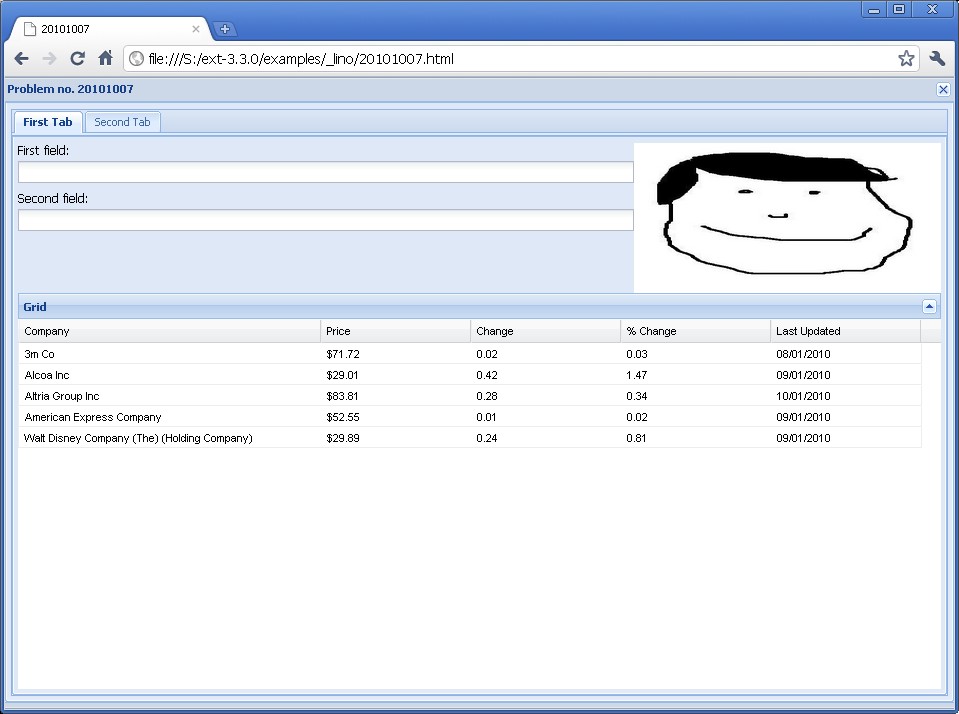 20101007
file:///S:/ext-3.3.0/examples/_lino/20101007.html
Problem no. 20101007
First Tab Second Tab
First field:
Second field:
Grid
Company Price Change % Change Last Updated
3m Co $71.72 0.02 0.03 08/01/2010
Alcoa Inc $29.01 0.42 1.47 09/01/2010
Altria Group Inc $83.81 0.28 0.34 10/01/2010
American Express Company $52.55 0.01 0.02 09/01/2010
Walt Disney Company (The) (Holding Company) $29.89 0.24 0.81 09/01/2010